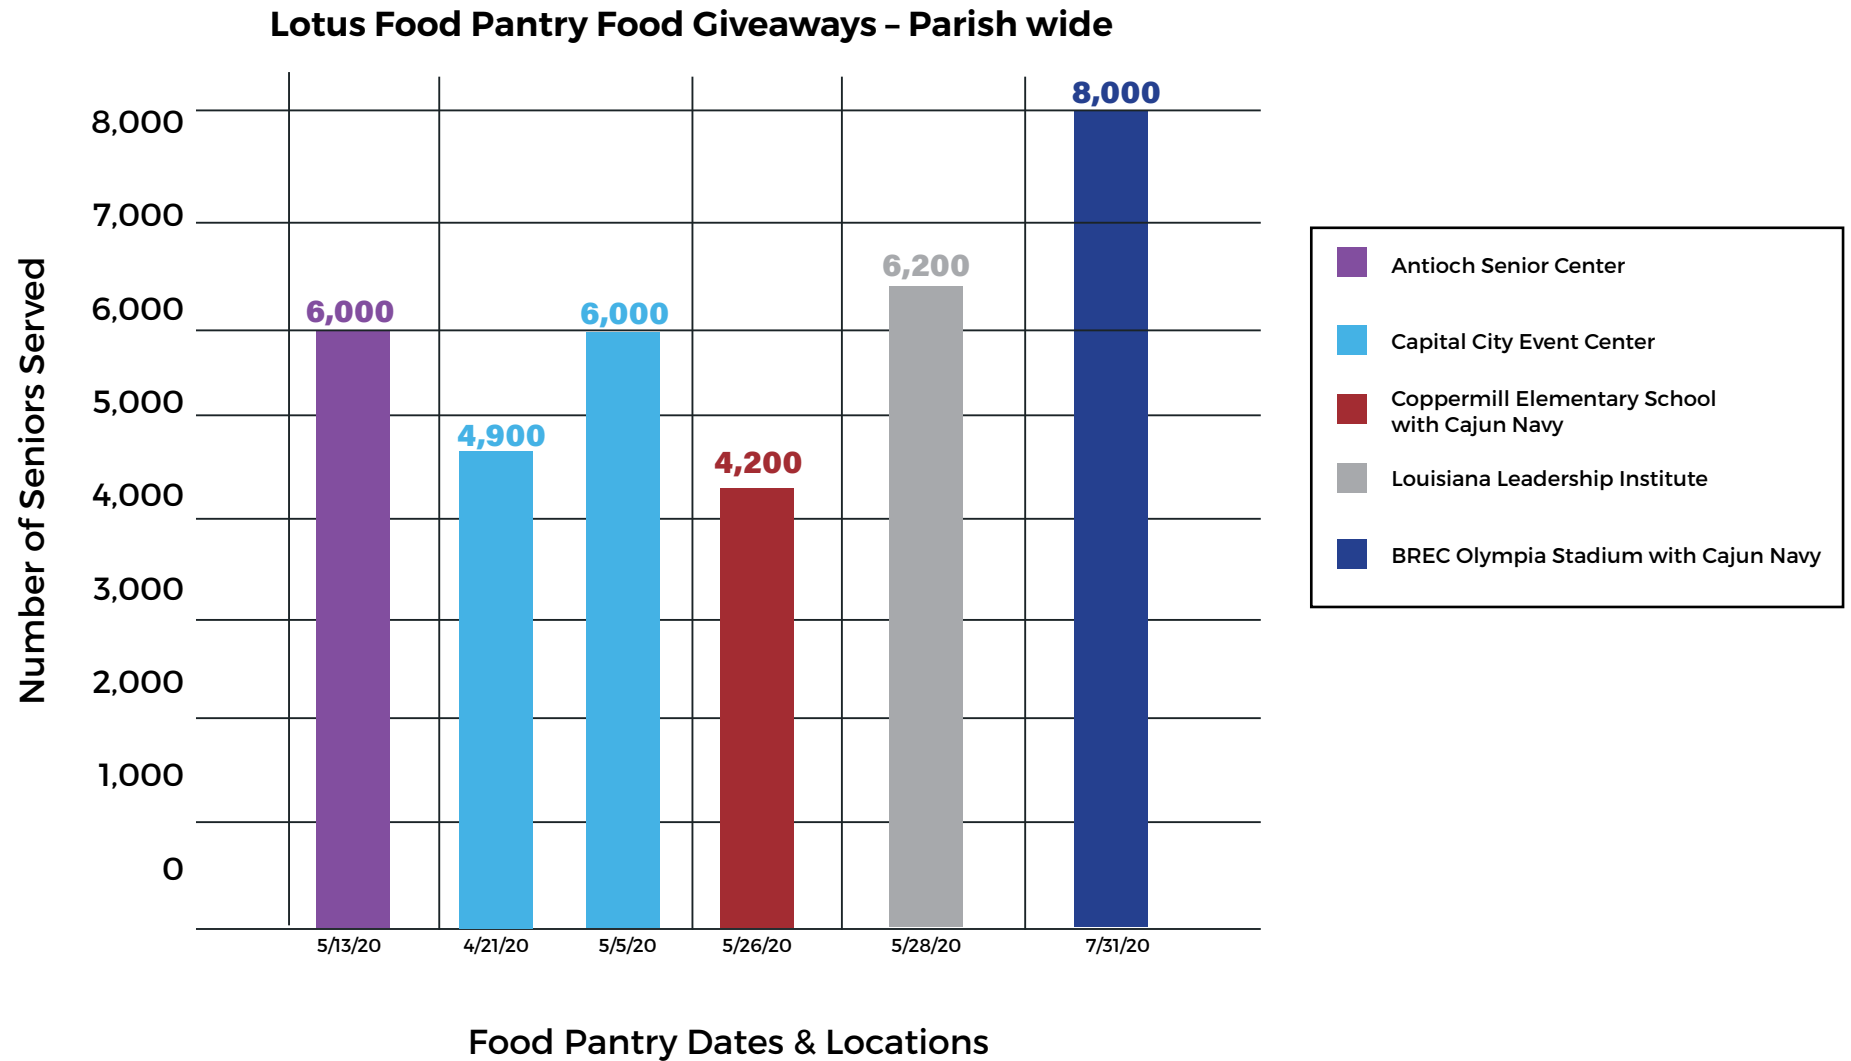 Lotus Food Pantry Food Giveaways – Parish wide
Number of Seniors Served
8,000
7,000
6,000
5,000
4,000
3,000
2,000
1,000
0
6,000
4,900
6,000
4,200
6,200
8,000
5/13/20
4/21/20
5/5/20
5/26/20
5/28/20
7/31/20
Food Pantry Dates & Locations
Antioch Senior Center
Capital City Event Center
Coppermill Elementary School
with Cajun Navy
Louisiana Leadership Institute
BREC Olympia Stadium with Cajun Navy